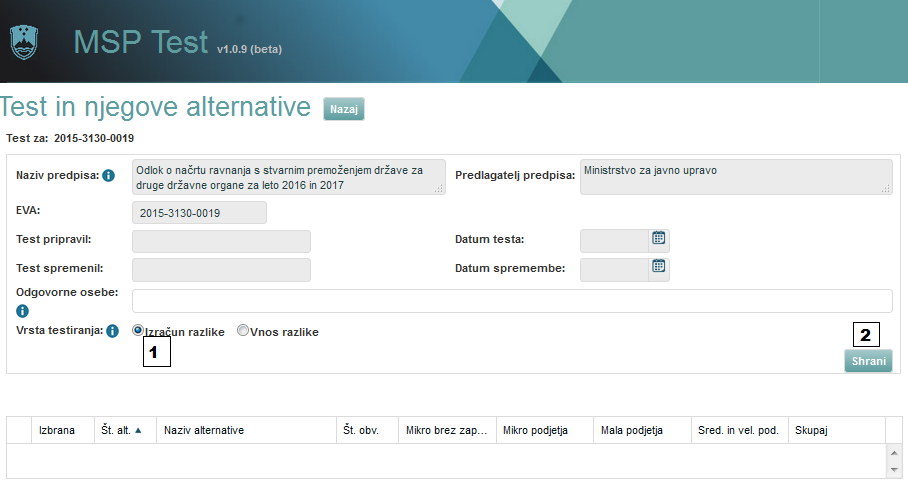 MSP Test v1.0.9 (beta)
Test in njegove alternative Nazaj
Test za: 2015-3130-0019
Naziv predpisa: Odlok o načrtu ravnanja s stvarnim premoženjem države za
druge državne organe za leto 2016 in 2017
Predlagatelj predpisa: Ministrstvo za javno upravo
EVA: 2015-3130-0019
Test pripravil: Datum testa:
Test spremenil: Datum spremembe:
Odgovorne osebe:
Vrsta testiranja: Izračun razlike Vnos razlike
1
2
Shrani
Izbrana Št. alt. Naziv alternative Št. obv. Mikro brez zap... Mikro podjetja Mala podjetja Sred. in vel. pod. Skupaj